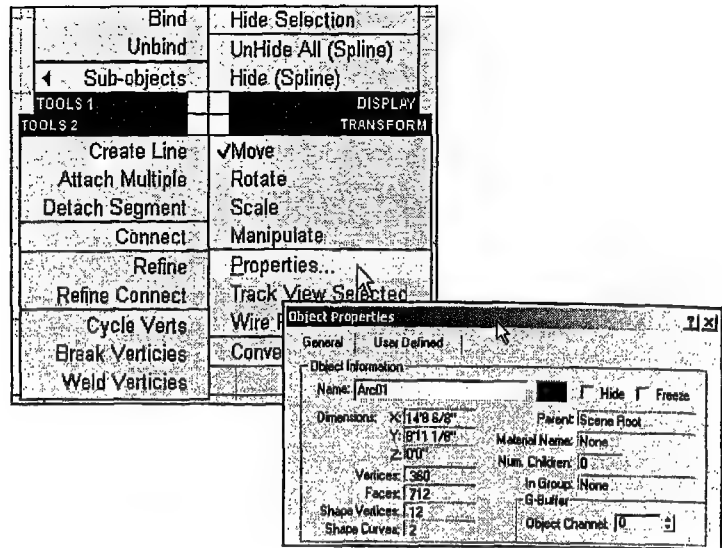 Bind
Unbind
Sub-objects
TOOLS 1
TOOLS 2
Create Line
Attach Multiple
Detach Segment
Connect
Refine
Refine Connect
Cycle Verts
Break Verticies
Weld Verticies
Hide Selection
UnHide All (Spline)
Hide (Spline)
DISPLAY
TRANSFORM
Move
Rotate
Scale
Manipulate
Properties...
Track View Selected
Wire
Conve
Object Properties
General User Defined
Object Information
Name: Arc01
Hide Freeze
Dimensions: X: 14'8 6/8"
Y: 8'11 1/8"
Z: 0'0"
Vertices: 360
Faces: 712
Shape Vertices: 12
Shape Curves: 2
Parent: Scene Root
Material Name: None
Num. Children: 0
In Group: None
G-Buffer
Object Channel: 0